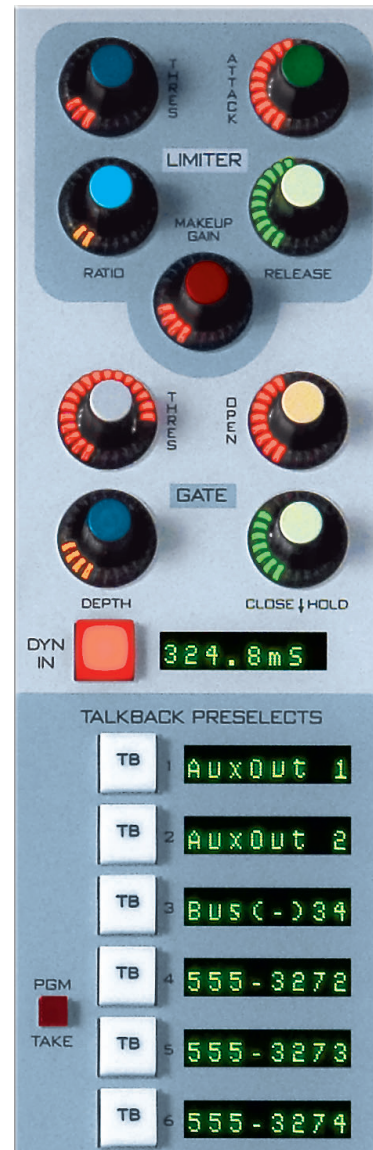 THRES
ATTACK
LIMITER
MAKEUP
GAIN
RATIO
RELEASE
THRES
OPEN
GATE
DEPTH
CLOSE↓HOLD
DYN
IN
324.8mS
TALKBACK PRESELECTS
TB 1 AuxOut 1
TB 2 AuxOut 2
TB 3 Bus(-)34
TB 4 555-3272
PGM
TAKE
TB 5 555-3273
TB 6 555-3274